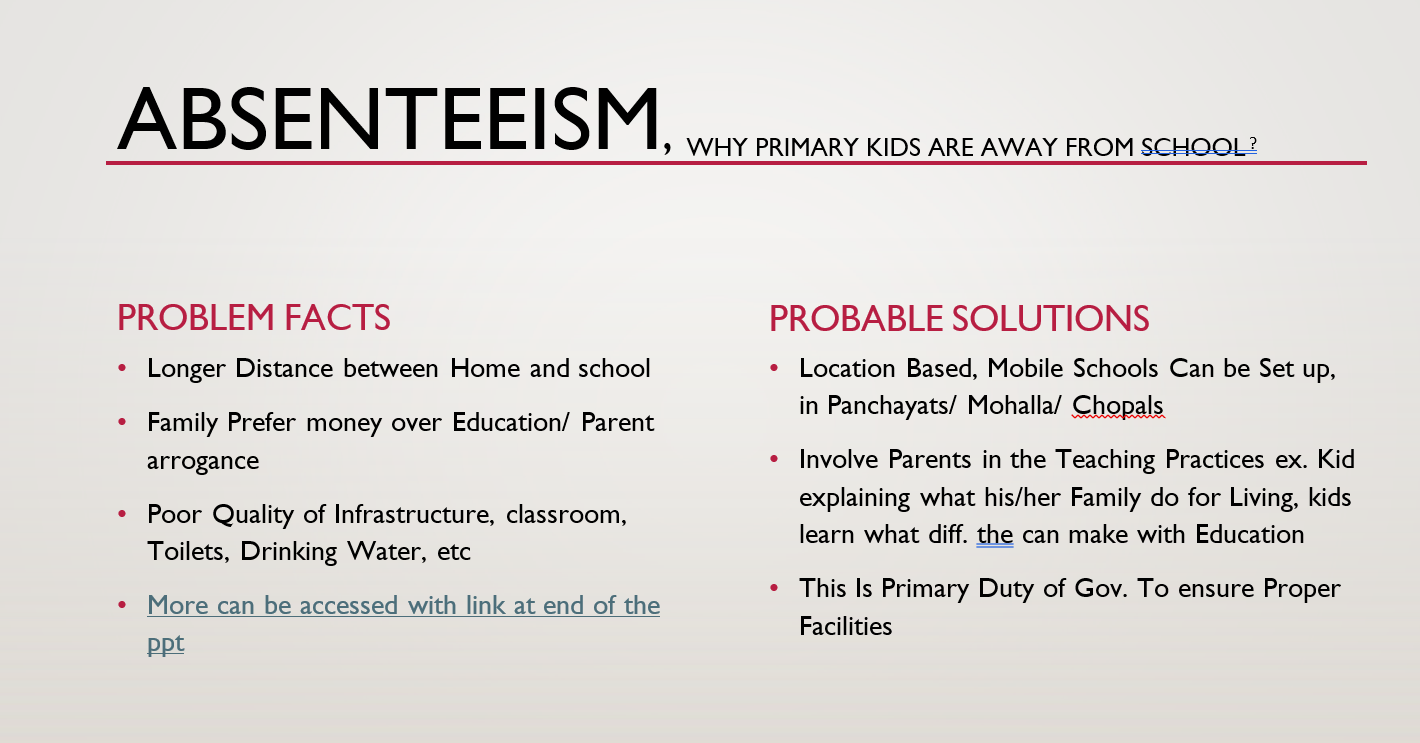 ABSENTEEISM, WHY PRIMARY KIDS ARE AWAY FROM SCHOOL ?
PROBLEM FACTS
• Longer Distance between Home and school
• Family Prefer money over Education/ Parent
arrogance
• Poor Quality of Infrastructure, classroom,
Toilets, Drinking Water, etc
• More can be accessed with link at end of the
ppt
PROBABLE SOLUTIONS
• Location Based, Mobile Schools Can be Set up,
in Panchayats/ Mohalla/ Chopals
• Involve Parents in the Teaching Practices ex. Kid
explaining what his/her Family do for Living, kids
learn what diff. the can make with Education
• This Is Primary Duty of Gov. To ensure Proper
Facilities